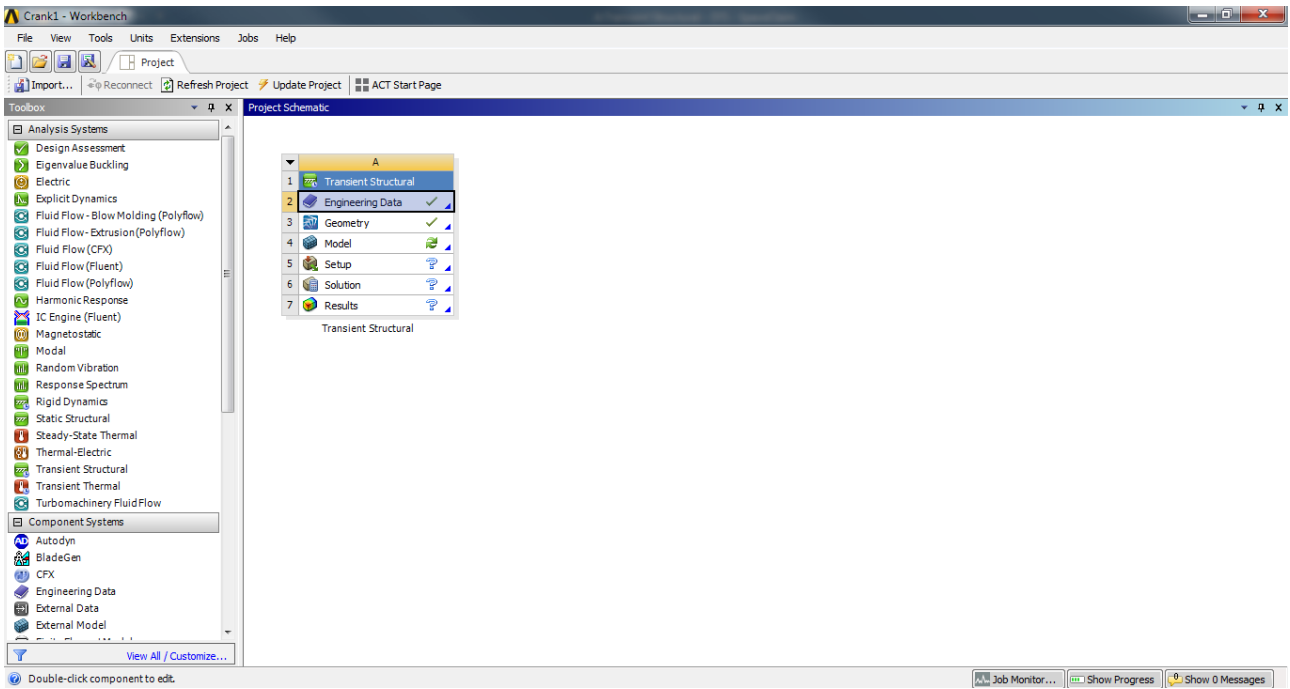 Crank1 - Workbench
File View Tools Units Extensions Jobs Help
Project
Import... Reconnect Refresh Project Update Project ACT Start Page
Toolbox
Project Schematic
Analysis Systems
Design Assessment
Eigenvalue Buckling
Electric
Explicit Dynamics
Fluid Flow - Blow Molding (Polyflow)
Fluid Flow - Extrusion (Polyflow)
Fluid Flow (CFX)
Fluid Flow (Fluent)
Fluid Flow (Polyflow)
Harmonic Response
IC Engine (Fluent)
Magnetostatic
Modal
Random Vibration
Response Spectrum
Rigid Dynamics
Static Structural
Steady-State Thermal
Thermal-Electric
Transient Structural
Transient Thermal
Turbomachinery Fluid Flow
Component Systems
Autodyn
BladeGen
CFX
Engineering Data
External Data
External Model
View All / Customize...
A
1 Transient Structural
2 Engineering Data
3 Geometry
4 Model
5 Setup
6 Solution
7 Results
Transient Structural
Double-click component to edit.
Job Monitor... Show Progress Show 0 Messages